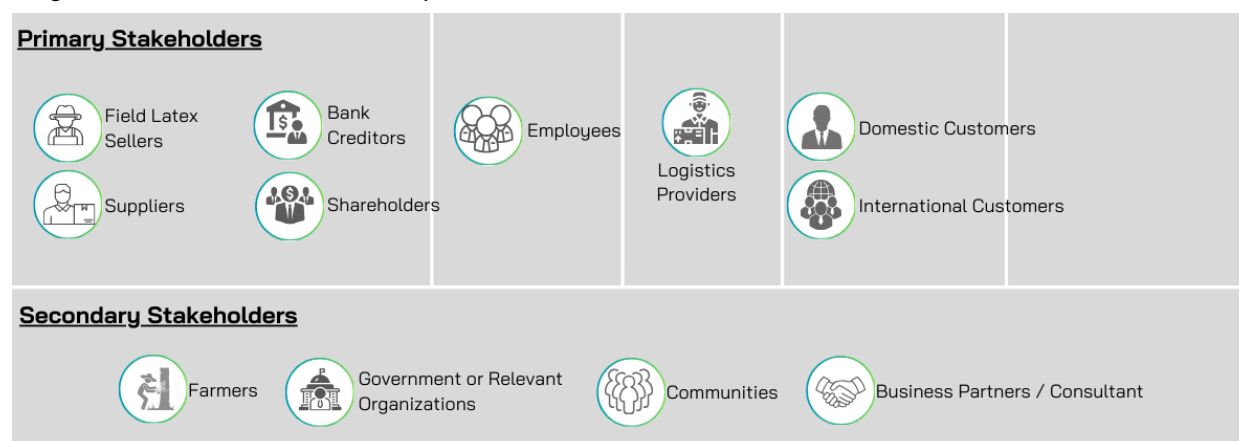 Primary Stakeholders
Field Latex
Sellers
Bank
Creditors
Employees
Logistics
Providers
Domestic Customers
Suppliers
Shareholders
International Customers
Secondary Stakeholders
Farmers
Government or Relevant
Organizations
Communities
Business Partners / Consultant